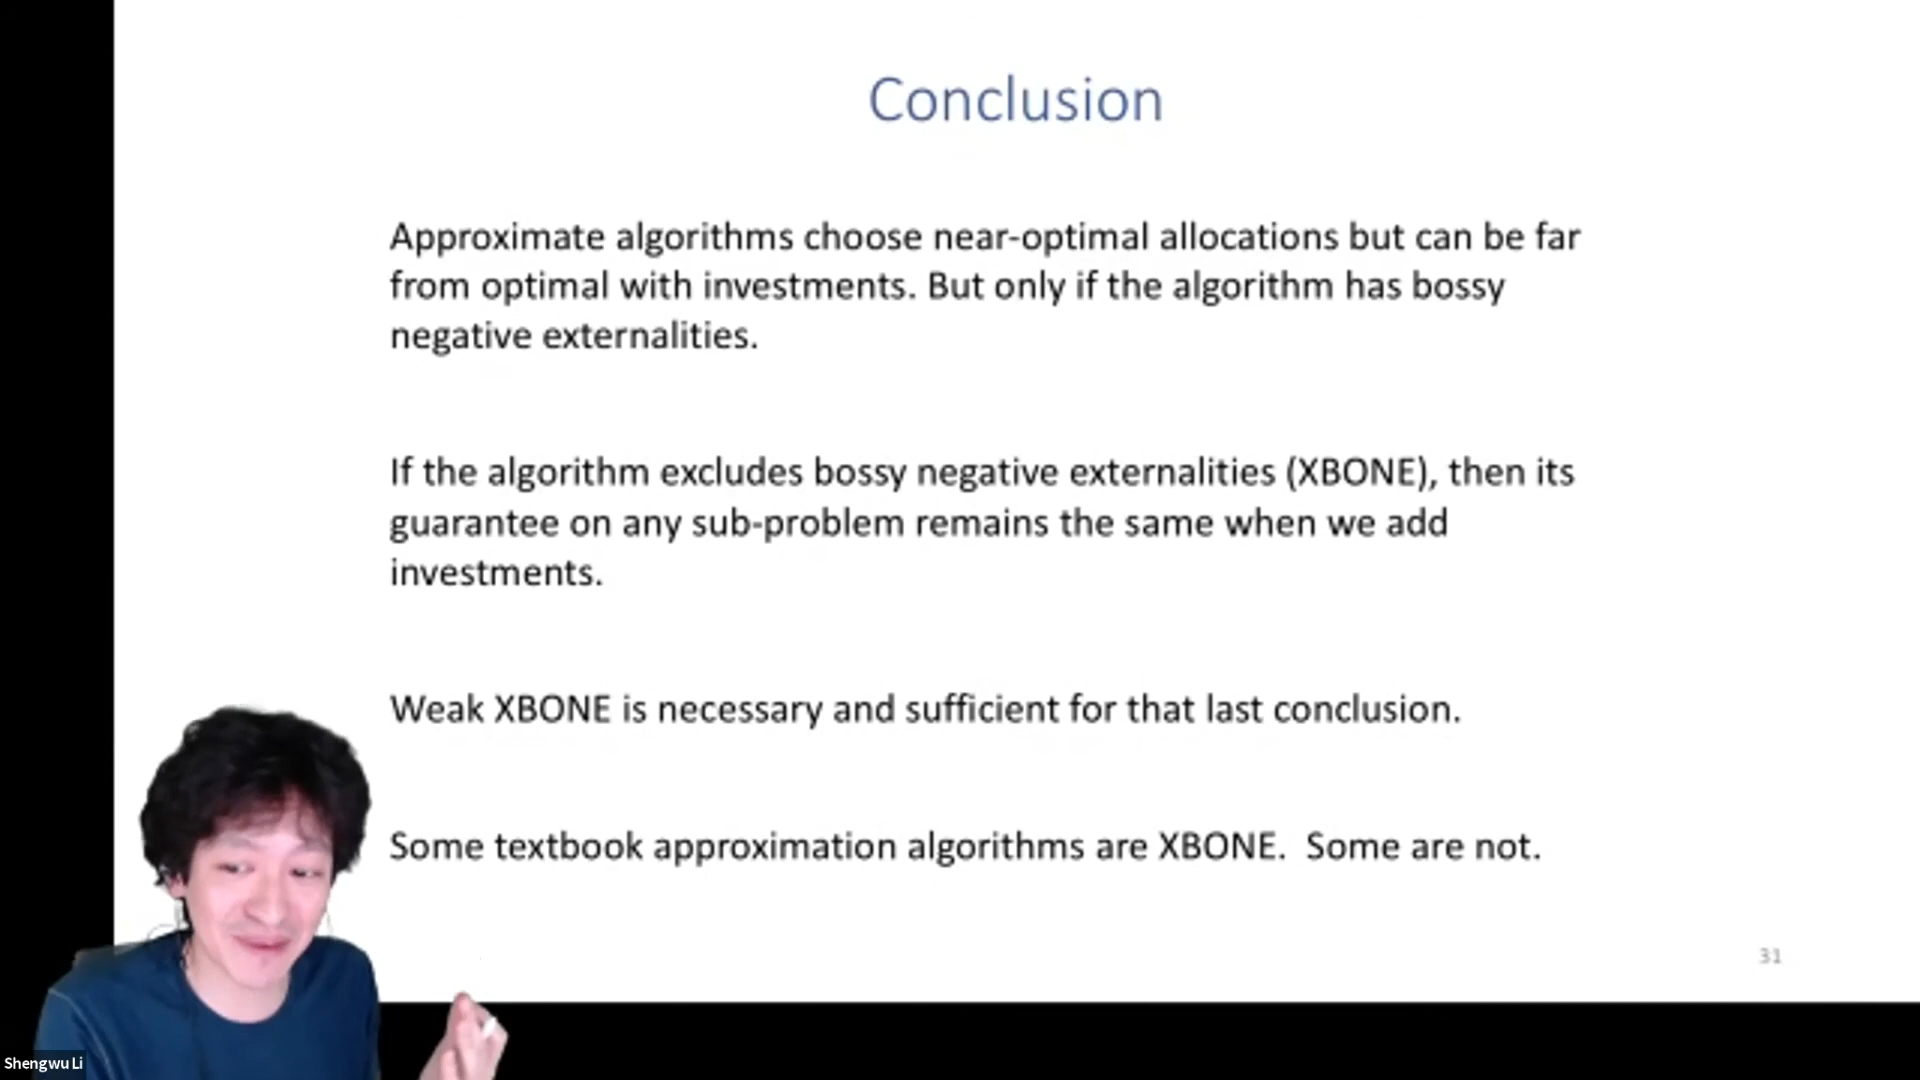 Conclusion
Approximate algorithms choose near-optimal allocations but can be far
from optimal with investments. But only if the algorithm has bossy
negative externalities.
If the algorithm excludes bossy negative externalities (XBONE), then its
guarantee on any sub-problem remains the same when we add
investments.
Weak XBONE is necessary and sufficient for that last conclusion.
Some textbook approximation algorithms are XBONE.  Some are not.
31
Shengwu Li